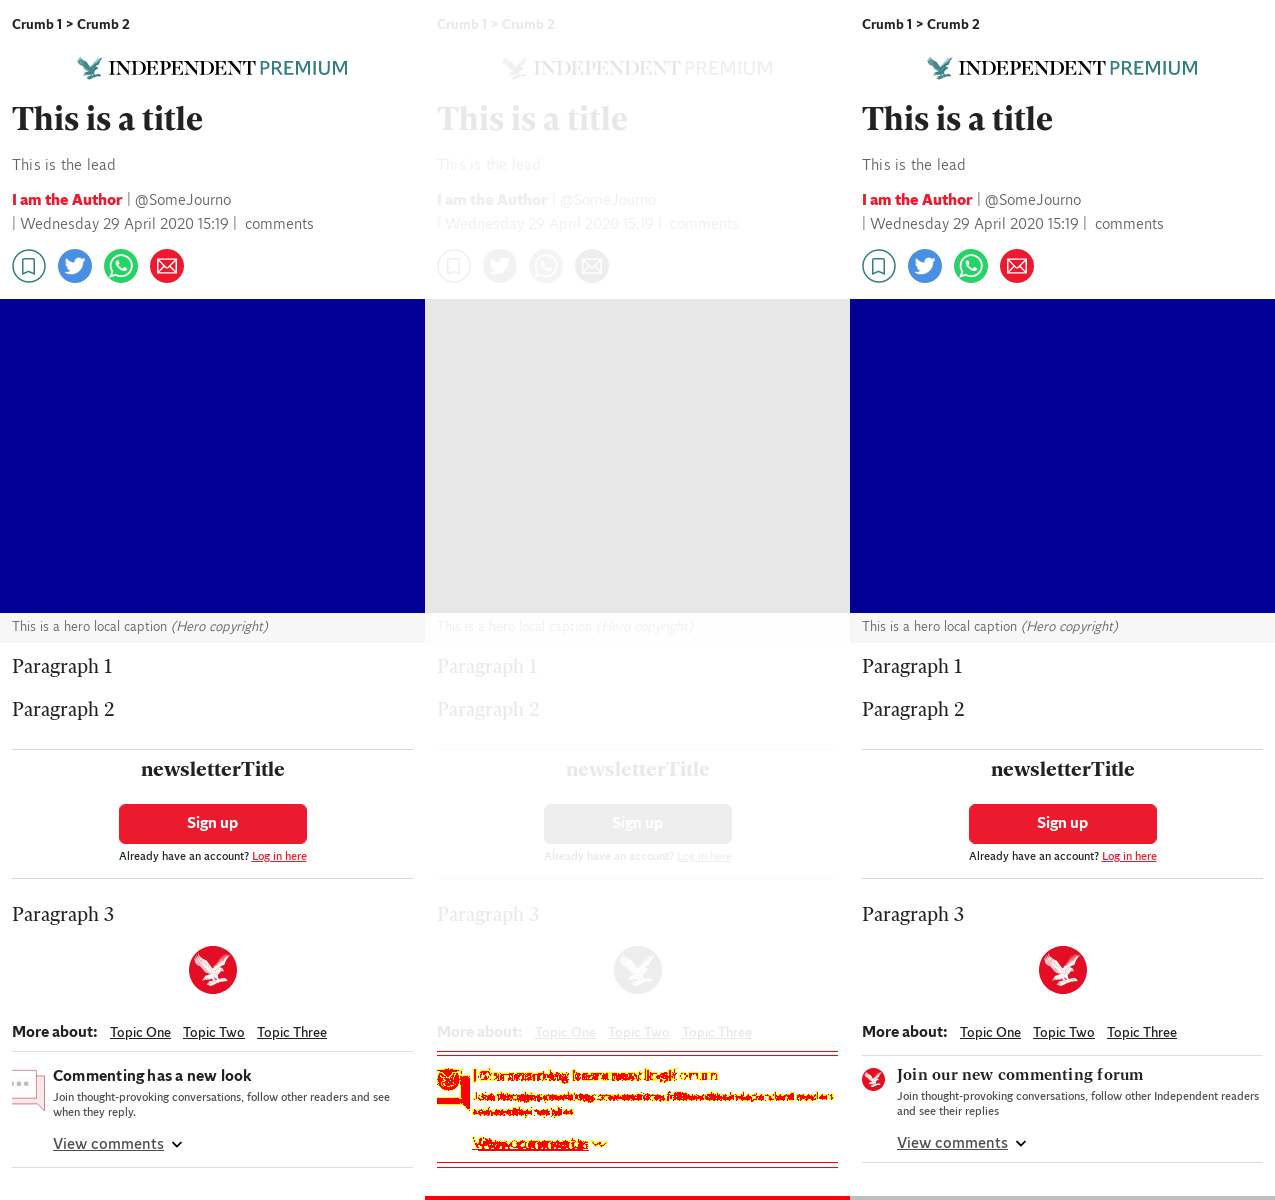 Crumb 1 > Crumb 2
INDEPENDENT PREMIUM
This is a title
This is the lead
I am the Author | @SomeJourno
| Wednesday 29 April 2020 15:19 | comments
This is a hero local caption (Hero copyright)
Paragraph 1
Paragraph 2
newsletterTitle
Sign up
Already have an account? Log in here
Paragraph 3
More about: Topic One Topic Two Topic Three
Commenting has a new look
Join thought-provoking conversations, follow other readers and see
when they reply.
View comments
Crumb 1 > Crumb 2
INDEPENDENT PREMIUM
This is a title
This is the lead
I am the Author | @SomeJourno
| Wednesday 29 April 2020 15:19 | comments
This is a hero local caption (Hero copyright)
Paragraph 1
Paragraph 2
newsletterTitle
Sign up
Already have an account? Log in here
Paragraph 3
More about: Topic One Topic Two Topic Three
Crumb 1 > Crumb 2
INDEPENDENT PREMIUM
This is a title
This is the lead
I am the Author | @SomeJourno
| Wednesday 29 April 2020 15:19 | comments
This is a hero local caption (Hero copyright)
Paragraph 1
Paragraph 2
newsletterTitle
Sign up
Already have an account? Log in here
Paragraph 3
More about: Topic One Topic Two Topic Three
Join our new commenting forum
Join thought-provoking conversations, follow other Independent readers
and see their replies
View comments